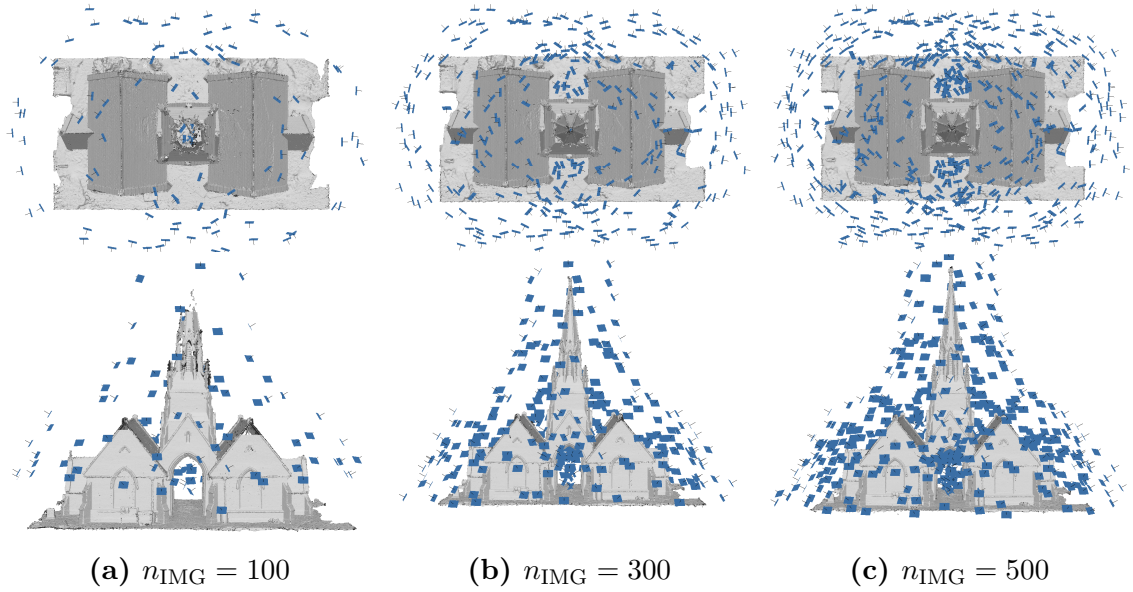 (a) n_IMG = 100
(b) n_IMG = 300
(c) n_IMG = 500